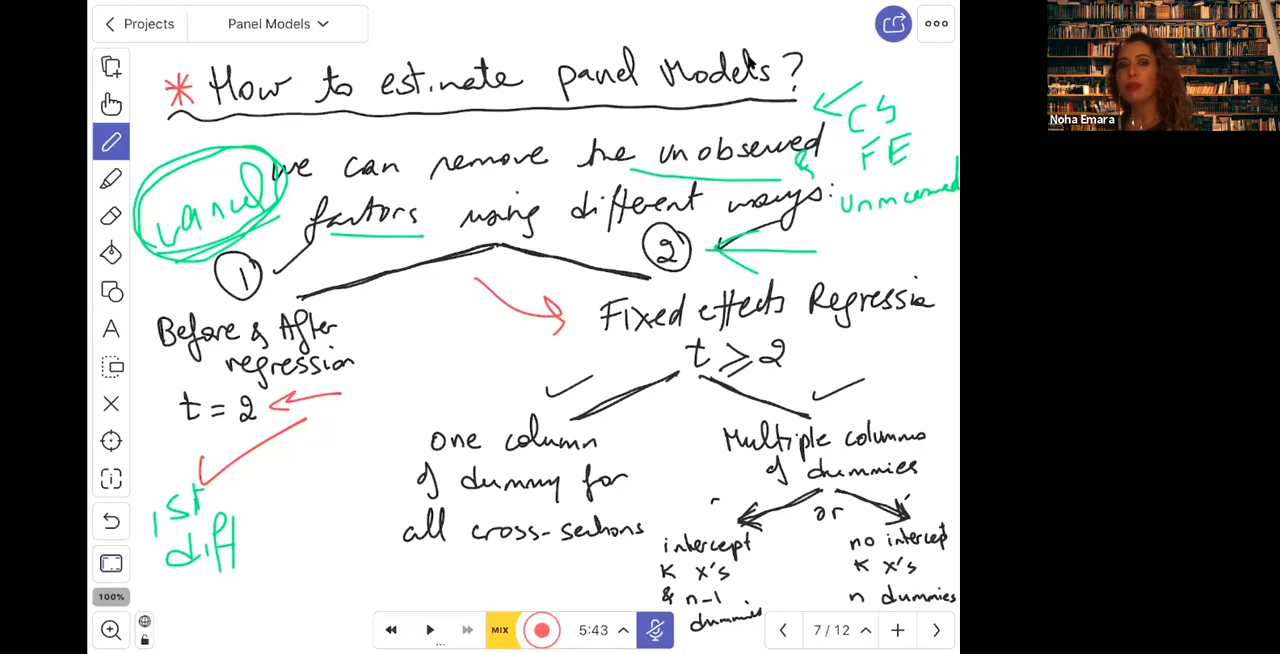 Projects
Panel Models
* How to estimate panel Models?
CS
FE
we can remove the unobserved &
unmeasured
cancel
factors using different ways:
1
2
Before & After
regression
t = 2
1st
diff
Fixed effects Regressio
t ≥ 2
one column
of dummy for
all cross-sections
Multiple columns
of dummies
or
intercept
K X's
& n-1
dummies
no intercept
K X's
n dummies
100%
MIX
5:43
7 / 12
Noha Emara